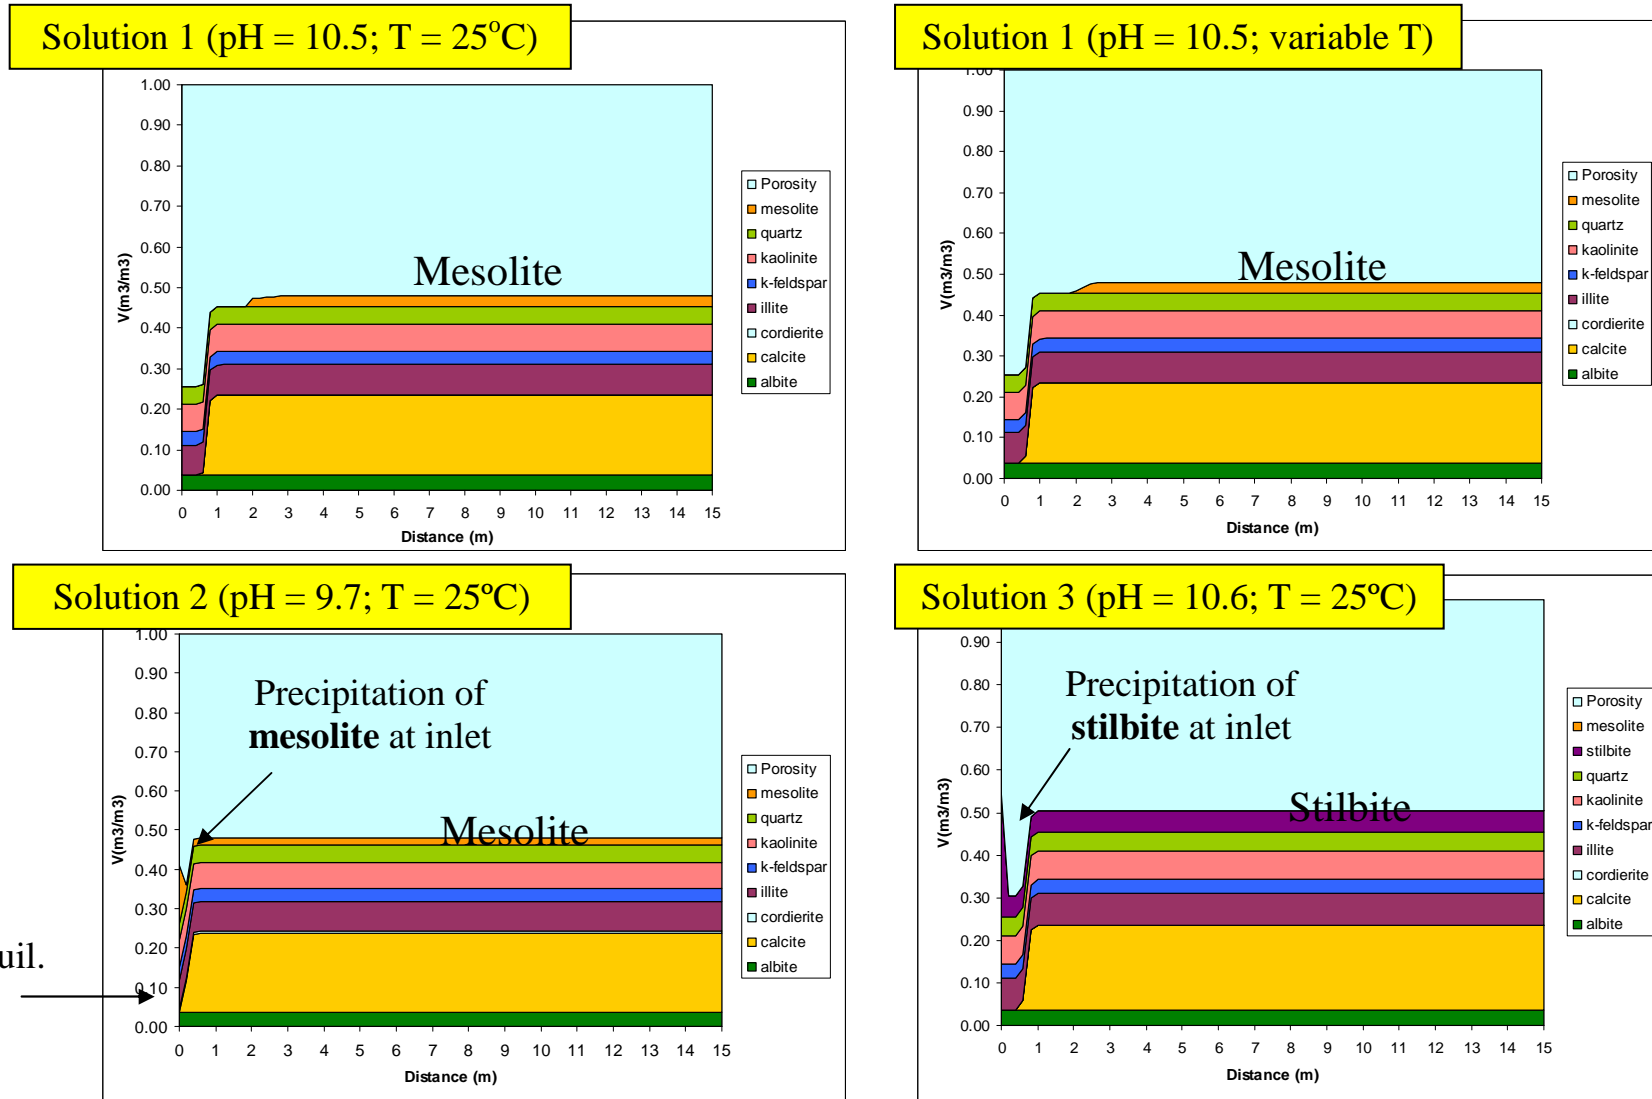 Solution 1 (pH = 10.5; T = 25°C)
1.00
0.90
0.80
0.70
0.60
0.50
0.40
0.30
0.20
0.10
0.00
V(m3/m3)
Mesolite
0 1 2 3 4 5 6 7 8 9 10 11 12 13 14 15
Distance (m)
Porosity
mesolite
quartz
kaolinite
k-feldspar
illite
cordierite
calcite
albite
Solution 1 (pH = 10.5; variable T)
1.00
0.90
0.80
0.70
0.60
0.50
0.40
0.30
0.20
0.10
0.00
V(m3/m3)
Mesolite
0 1 2 3 4 5 6 7 8 9 10 11 12 13 14 15
Distance (m)
Porosity
mesolite
quartz
kaolinite
k-feldspar
illite
cordierite
calcite
albite
Solution 2 (pH = 9.7; T = 25ºC)
1.00
0.90
0.80
0.70
0.60
0.50
0.40
0.30
0.20
0.10
0.00
V(m3/m3)
Precipitation of
mesolite at inlet
Mesolite
uil.
0 1 2 3 4 5 6 7 8 9 10 11 12 13 14 15
Distance (m)
Porosity
mesolite
quartz
kaolinite
k-feldspar
illite
cordierite
calcite
albite
Solution 3 (pH = 10.6; T = 25ºC)
0.90
0.80
0.70
0.60
0.50
0.40
0.30
0.20
0.10
0.00
V(m3/m3)
Precipitation of
stilbite at inlet
Stilbite
0 1 2 3 4 5 6 7 8 9 10 11 12 13 14 15
Distance (m)
Porosity
mesolite
stilbite
quartz
kaolinite
k-feldspar
illite
cordierite
calcite
albite